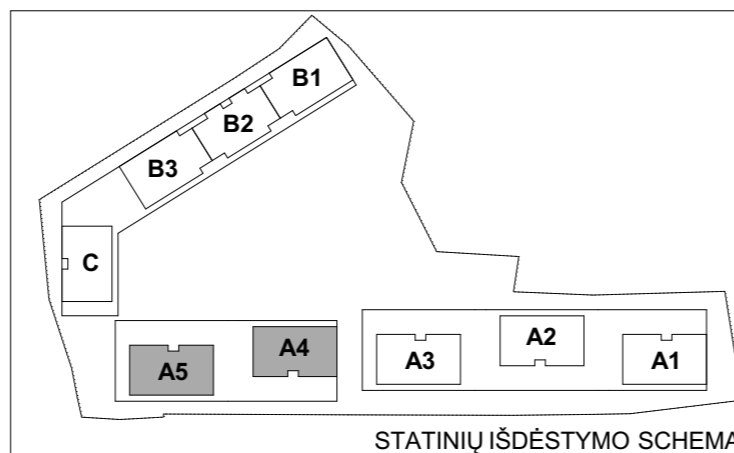 B1
B2
B3
C
A2
A4
A3
A1
A5
STATINIŲ IŠDĖSTYMO SCHEMA